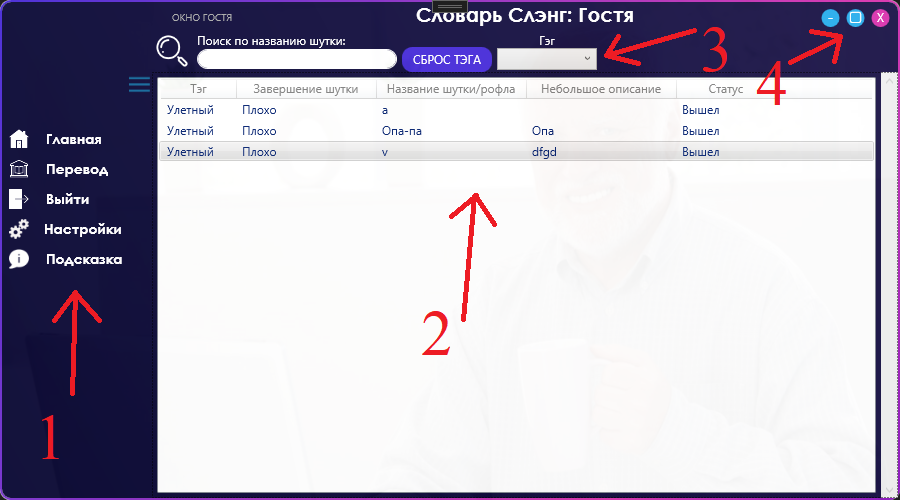 ОКНО ГОСТЯ
Словарь Слэнг: Гостя
– X
Поиск по названию шутки:
Тэг
СБРОС ТЭГА
3
4
Тэг Завершение шутки Название шутки/рофла Небольшое описание Статус
Улетный Плохо а Вышел
Улетный Плохо Опа-па Опа Вышел
Улетный Плохо v dfgd Вышел
Главная
Перевод
Выйти
Настройки
Подсказка
2
1